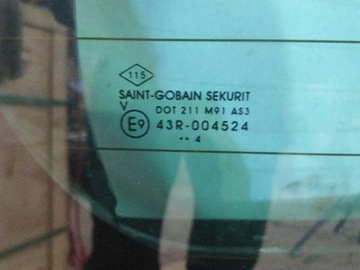 115
SAINT-GOBAIN SEKURIT
V DOT 211 M91 AS3
E9 43R-004524
•• 4